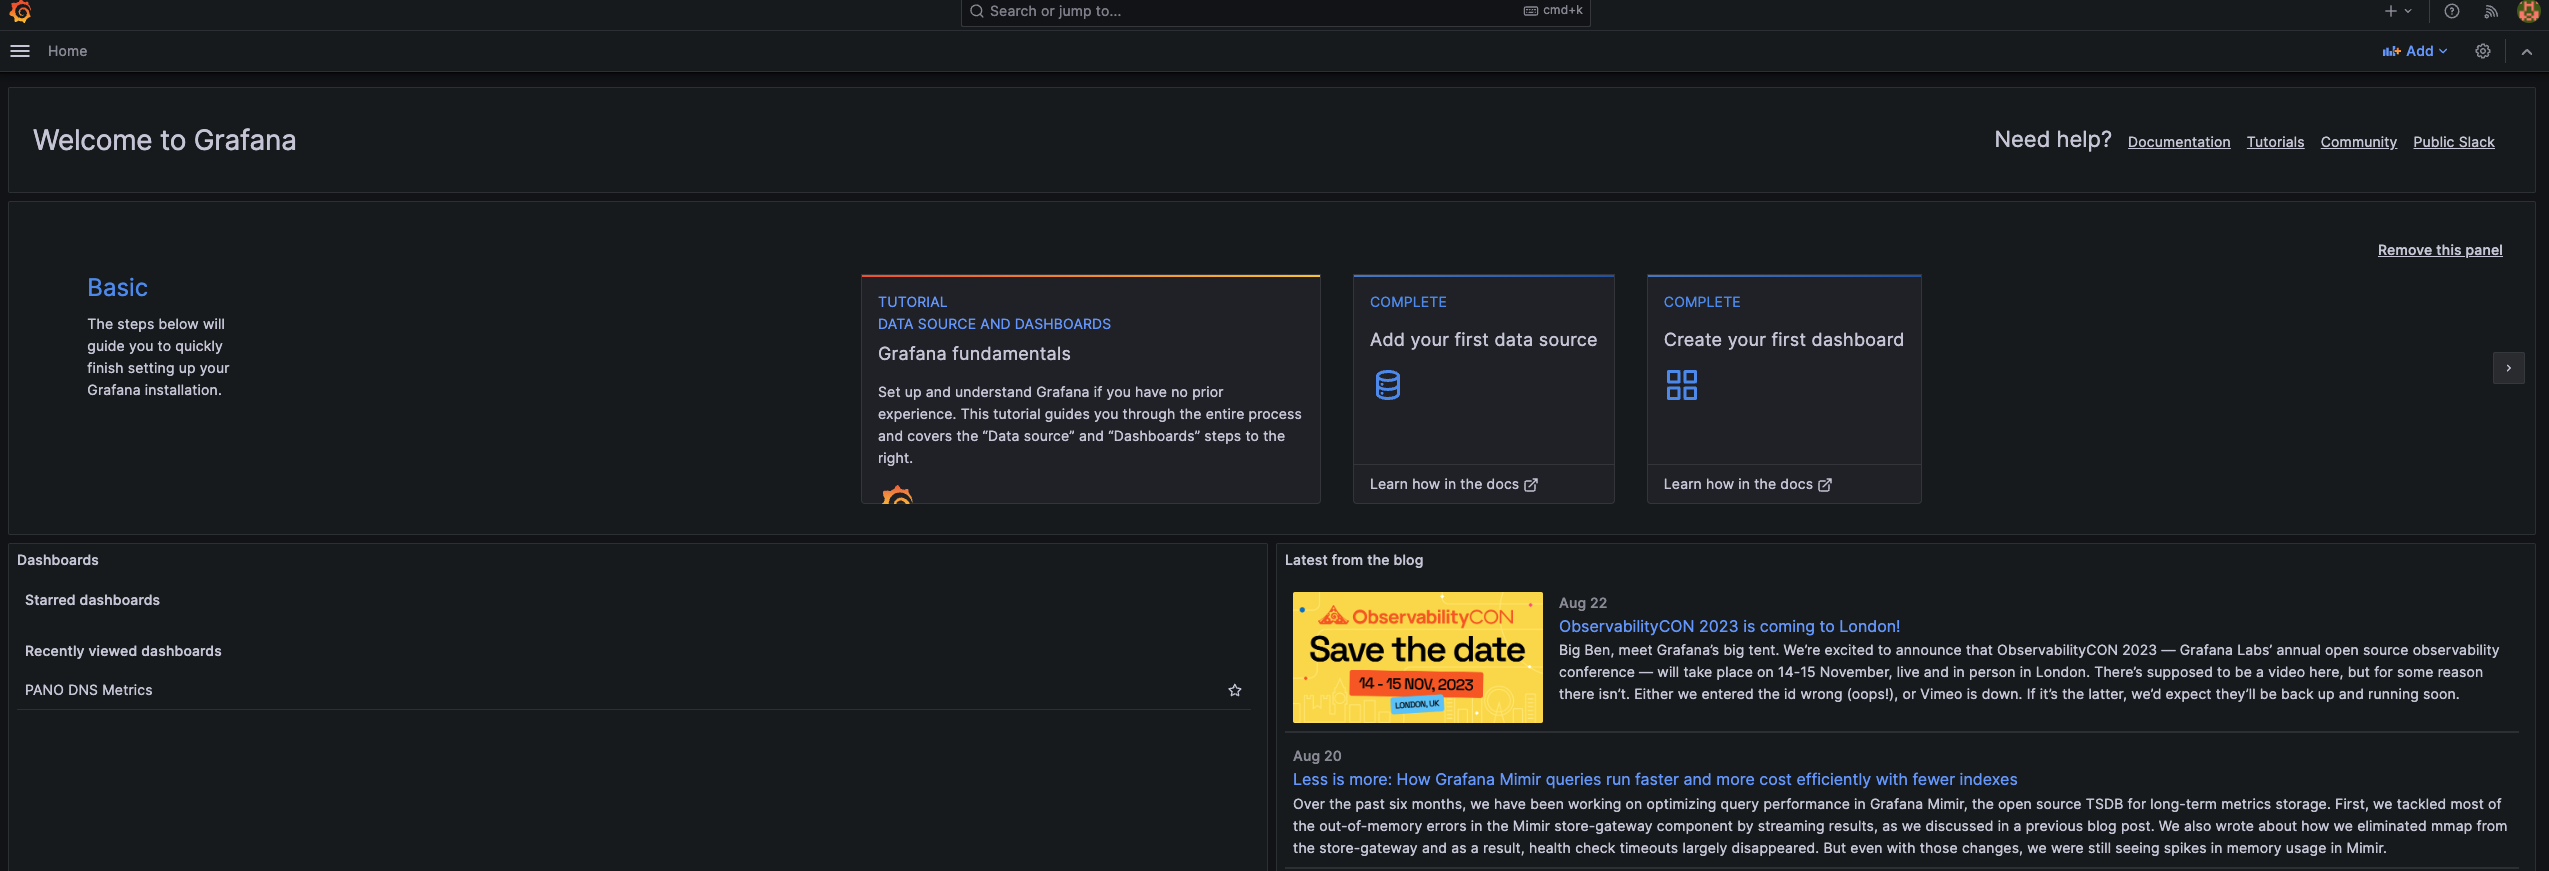 Search or jump to...
cmd+k
Home
Add
Welcome to Grafana
Need help?
Documentation
Tutorials
Community
Public Slack
Remove this panel
Basic
The steps below will
guide you to quickly
finish setting up your
Grafana installation.
TUTORIAL
DATA SOURCE AND DASHBOARDS
Grafana fundamentals
Set up and understand Grafana if you have no prior
experience. This tutorial guides you through the entire process
and covers the “Data source” and “Dashboards” steps to the
right.
COMPLETE
Add your first data source
Learn how in the docs
COMPLETE
Create your first dashboard
Learn how in the docs
Dashboards
Starred dashboards
Recently viewed dashboards
PANO DNS Metrics
Latest from the blog
ObservabilityCON
Save the date
14 - 15 NOV, 2023
LONDON, UK
Aug 22
ObservabilityCON 2023 is coming to London!
Big Ben, meet Grafana’s big tent. We’re excited to announce that ObservabilityCON 2023 — Grafana Labs’ annual open source observability
conference — will take place on 14-15 November, live and in person in London. There’s supposed to be a video here, but for some reason
there isn’t. Either we entered the id wrong (oops!), or Vimeo is down. If it’s the latter, we’d expect they’ll be back up and running soon.
Aug 20
Less is more: How Grafana Mimir queries run faster and more cost efficiently with fewer indexes
Over the past six months, we have been working on optimizing query performance in Grafana Mimir, the open source TSDB for long-term metrics storage. First, we tackled most of
the out-of-memory errors in the Mimir store-gateway component by streaming results, as we discussed in a previous blog post. We also wrote about how we eliminated mmap from
the store-gateway and as a result, health check timeouts largely disappeared. But even with those changes, we were still seeing spikes in memory usage in Mimir.